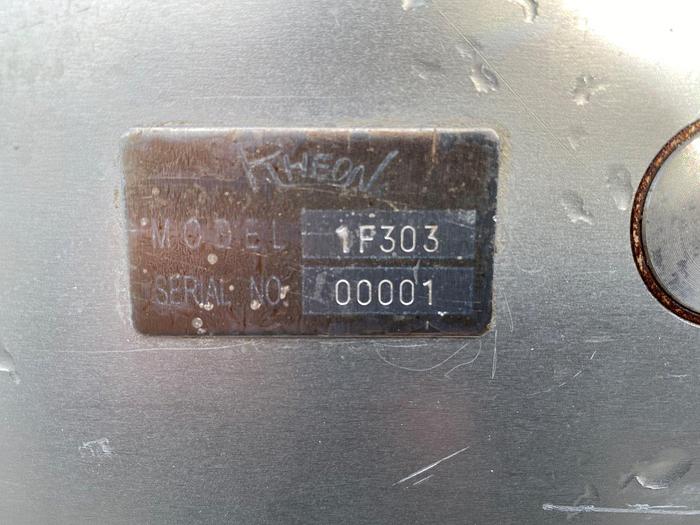 RHEON
MODEL 1F303
SERIAL NO. 00001